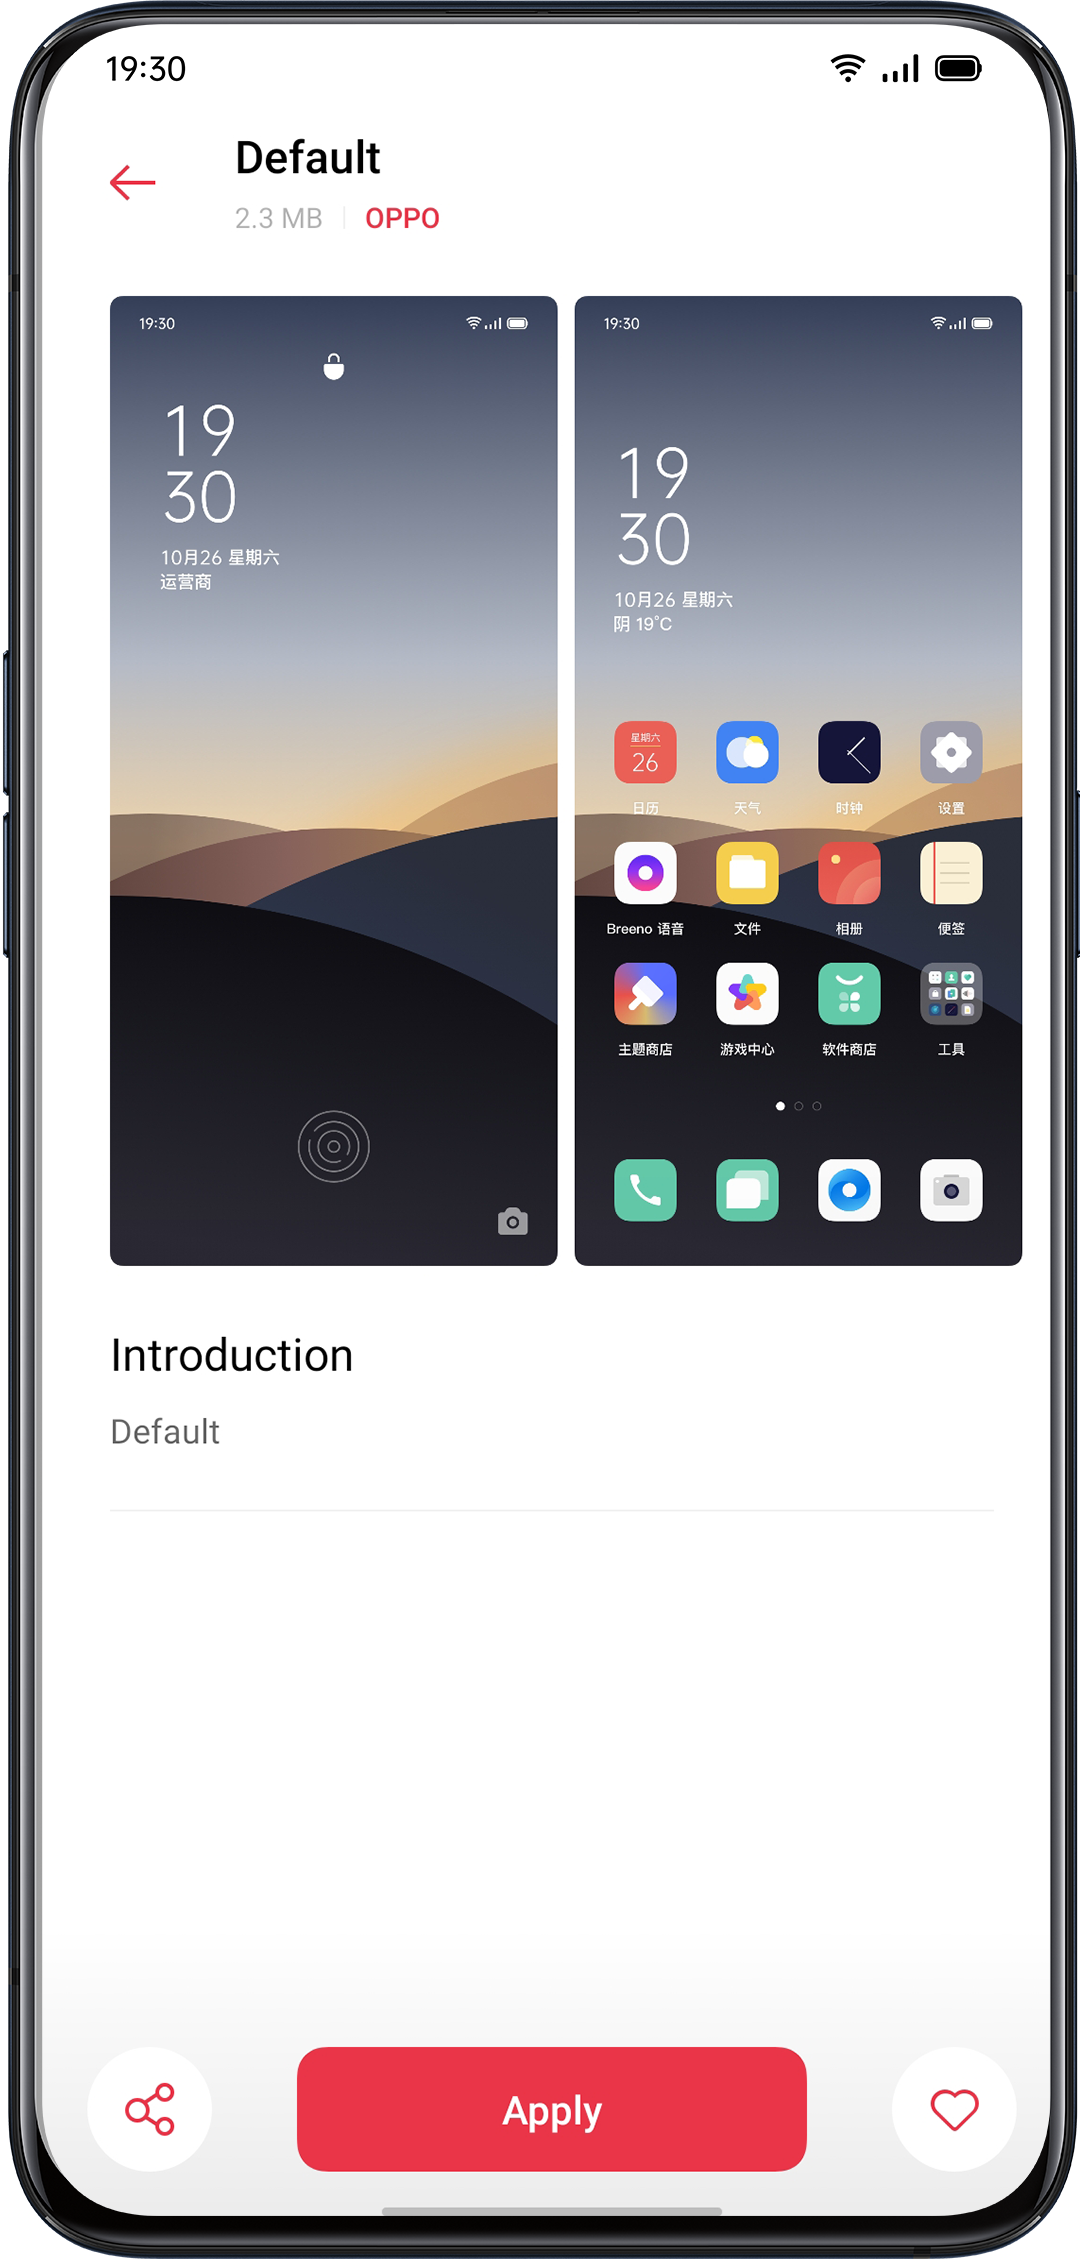 19:30
Default
2.3 MB OPPO
19:30
19
30
10月26 星期六
运营商
19:30
19
30
10月26 星期六
阴 19°C
星期六
26
日历 天气 时钟 设置
Breeno 语音 文件 相册 便签
主题商店 游戏中心 软件商店 工具
Introduction
Default
Apply